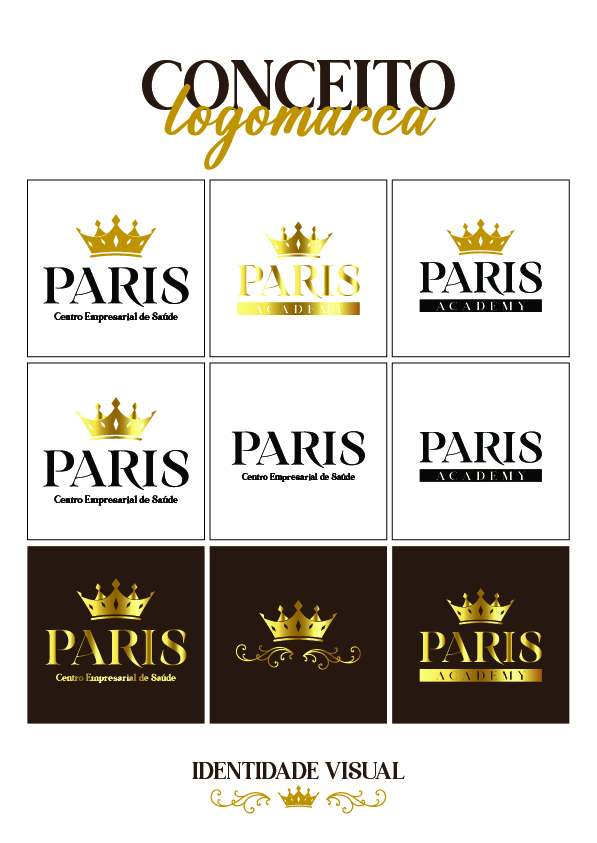 CONCEITO
logomarca
PARIS
Centro Empresarial de Saúde
PARIS
ACADEMY
PARIS
ACADEMY
PARIS
Centro Empresarial de Saúde
PARIS
Centro Empresarial de Saúde
PARIS
ACADEMY
PARIS
Centro Empresarial de Saúde
PARIS
ACADEMY
IDENTIDADE VISUAL